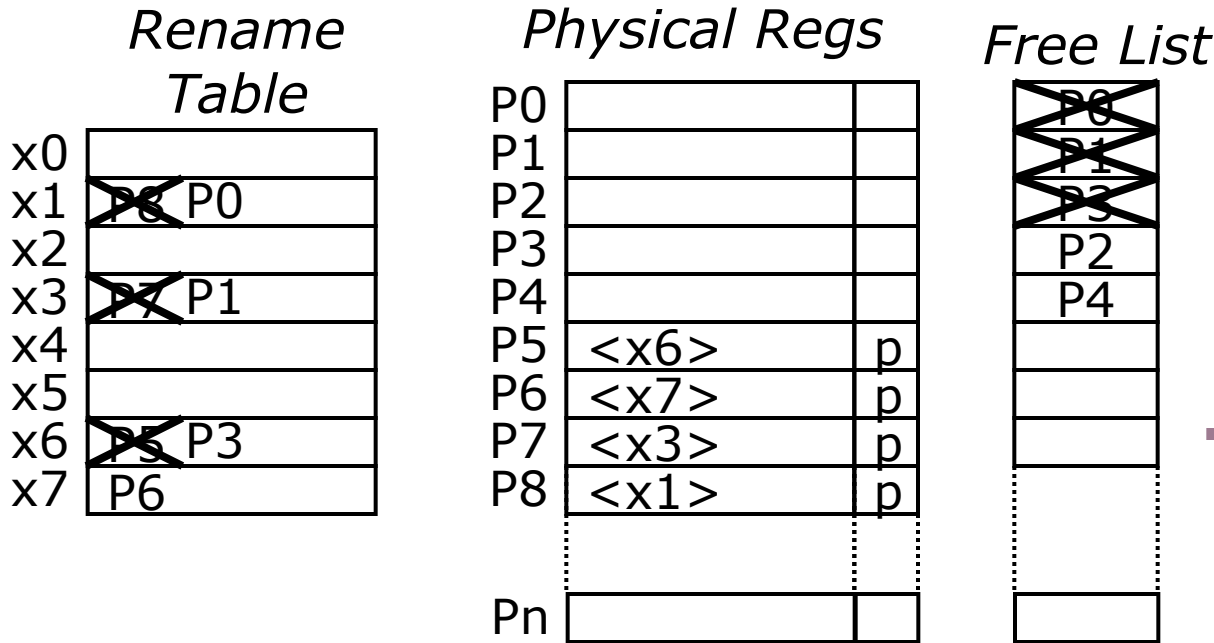 Rename Table
x0
x1 P8 P0
x2
x3 P7 P1
x4
x5
x6 P5 P3
x7 P6
Physical Regs
P0
P1
P2
P3
P4
P5 <x6> p
P6 <x7> p
P7 <x3> p
P8 <x1> p
Pn
Free List
P0
P1
P3
P2
P4